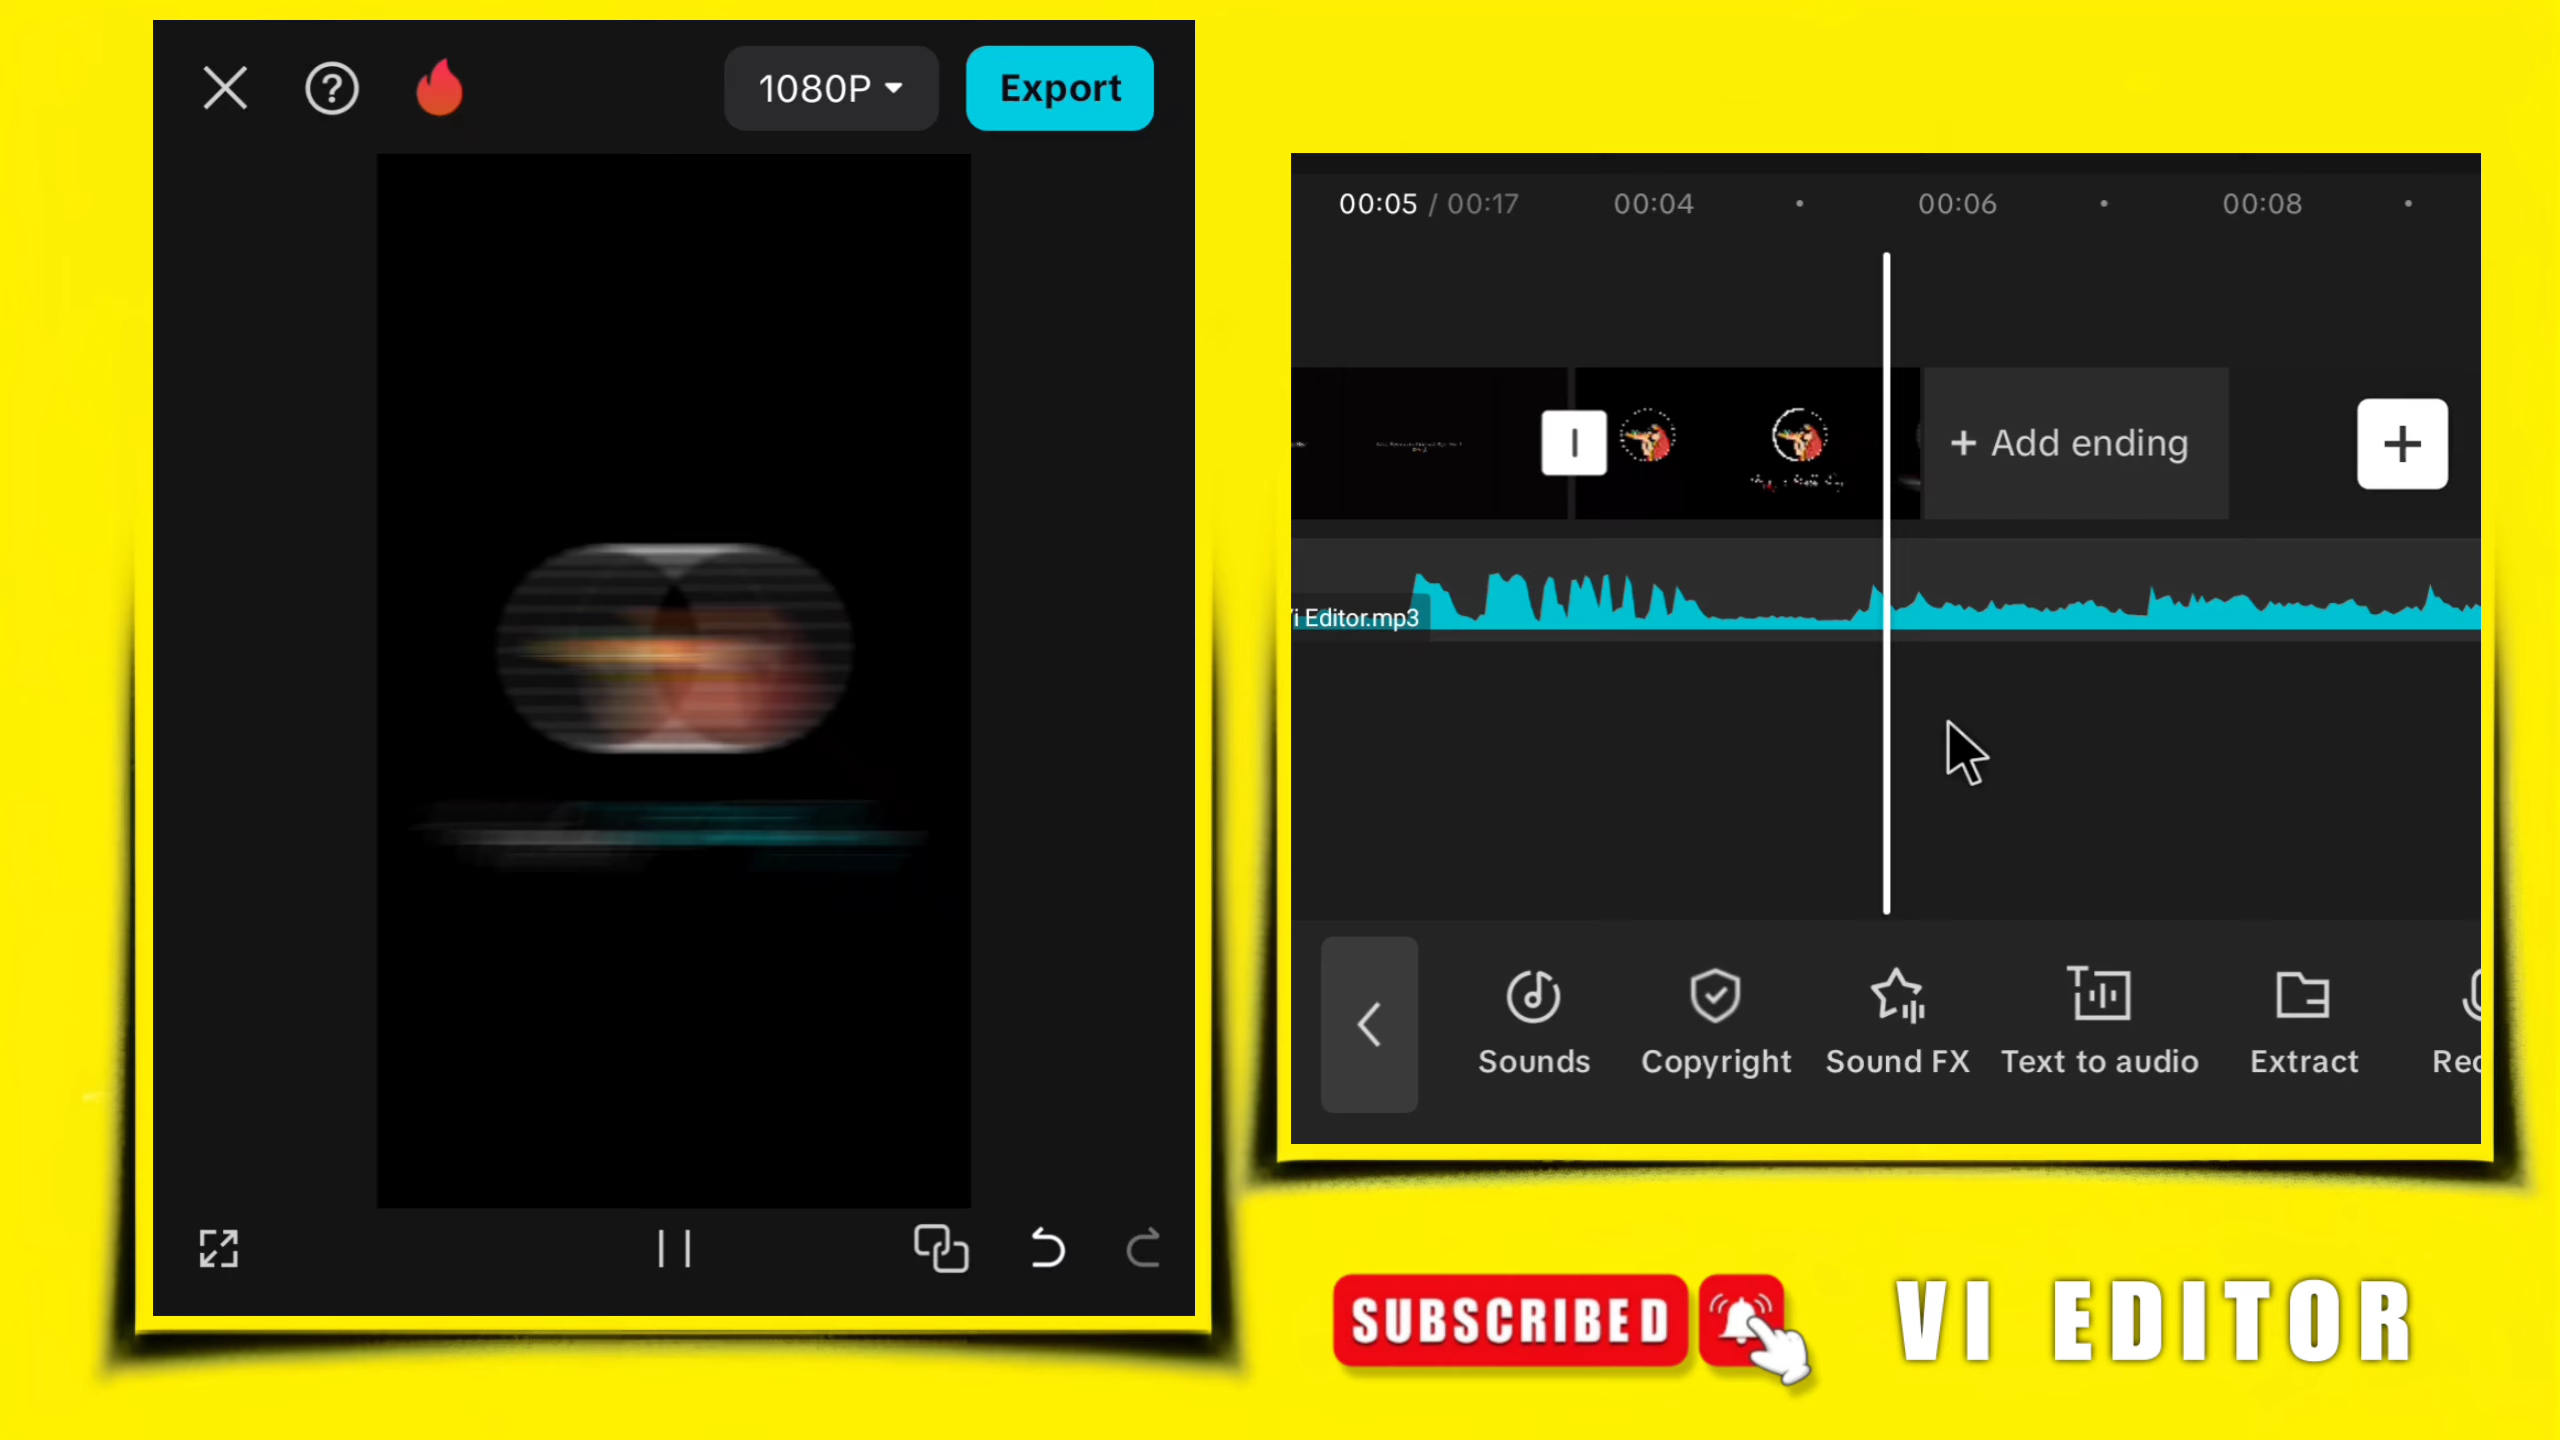 1080P
Export
00:05 / 00:17
00:04
00:06
00:08
+ Add ending
i Editor.mp3
Sounds
Copyright
Sound FX
Text to audio
Extract
Rec
SUBSCRIBED
VI EDITOR